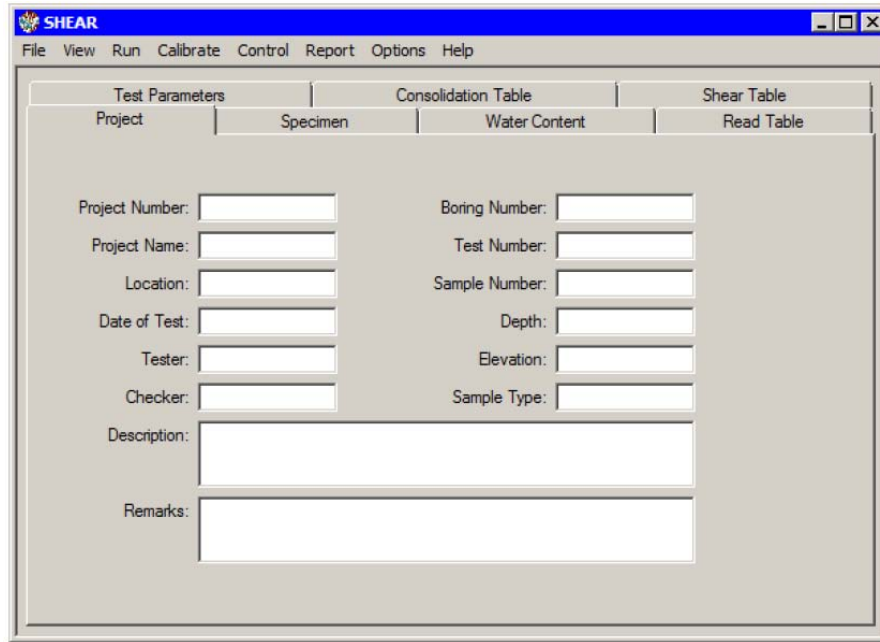 SHEAR
File View Run Calibrate Control Report Options Help
Test Parameters Consolidation Table Shear Table
Project Specimen Water Content Read Table
Project Number: Boring Number:
Project Name: Test Number:
Location: Sample Number:
Date of Test: Depth:
Tester: Elevation:
Checker: Sample Type:
Description:
Remarks: